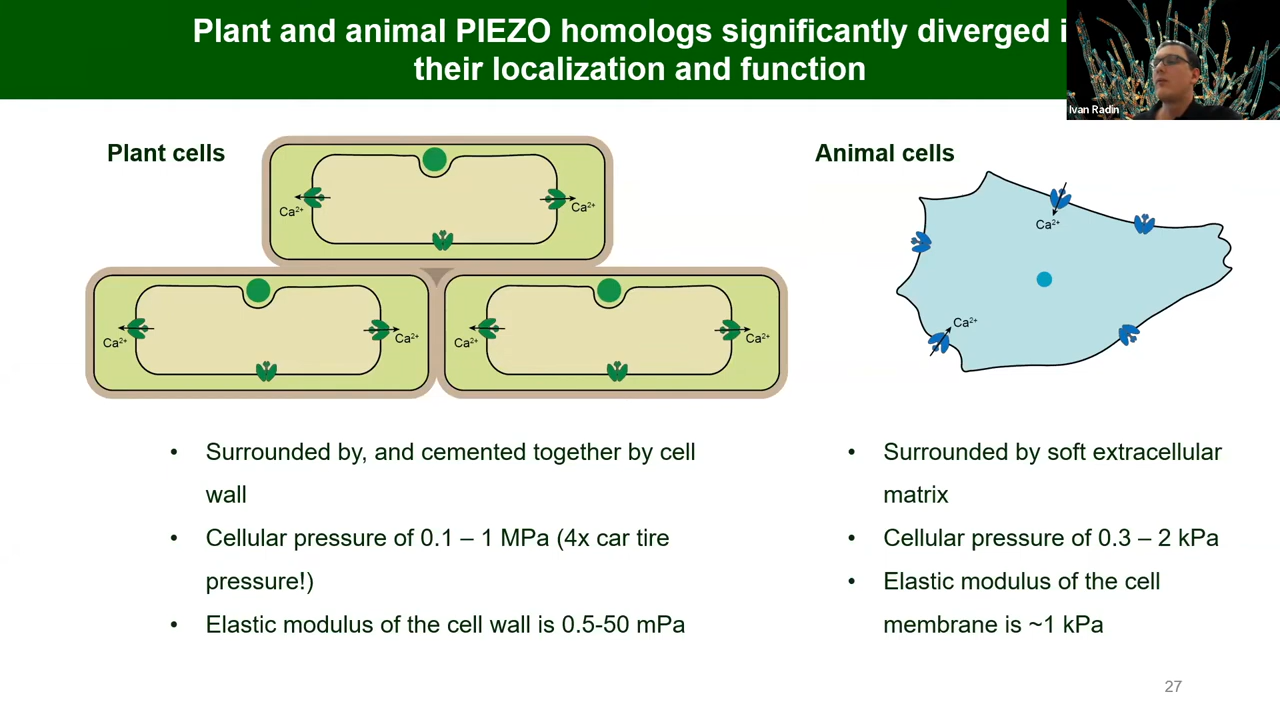 Plant and animal PIEZO homologs significantly diverged i
their localization and function
Ivan Radin
Plant cells
Ca²⁺
Ca²⁺
Ca²⁺
Ca²⁺
Ca²⁺
Ca²⁺
Animal cells
Ca²⁺
Ca²⁺
• Surrounded by, and cemented together by cell
wall
• Cellular pressure of 0.1 – 1 MPa (4x car tire
pressure!)
• Elastic modulus of the cell wall is 0.5-50 mPa
• Surrounded by soft extracellular
matrix
• Cellular pressure of 0.3 – 2 kPa
• Elastic modulus of the cell
membrane is ~1 kPa
27